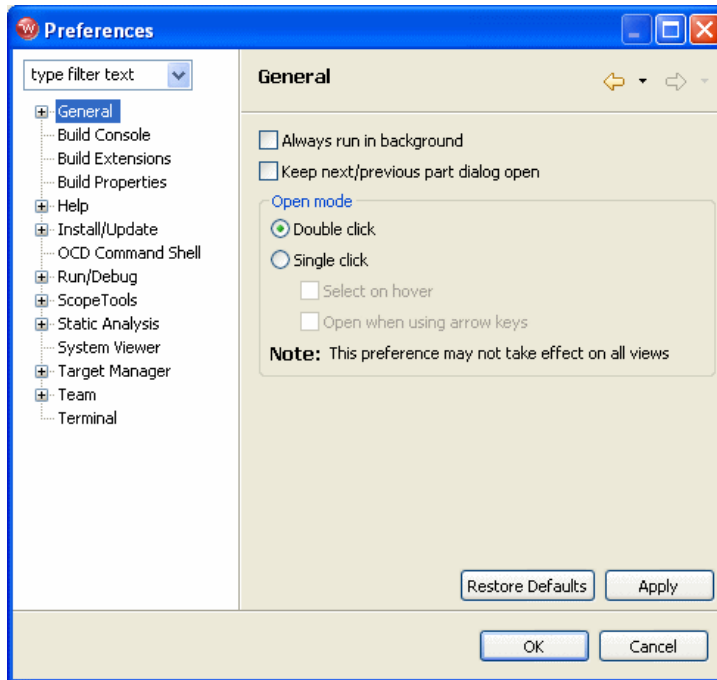 Preferences
type filter text
General
Build Console
Build Extensions
Build Properties
Help
Install/Update
OCD Command Shell
Run/Debug
ScopeTools
Static Analysis
System Viewer
Target Manager
Team
Terminal
General
Always run in background
Keep next/previous part dialog open
Open mode
Double click
Single click
Select on hover
Open when using arrow keys
Note: This preference may not take effect on all views
Restore Defaults
Apply
OK
Cancel